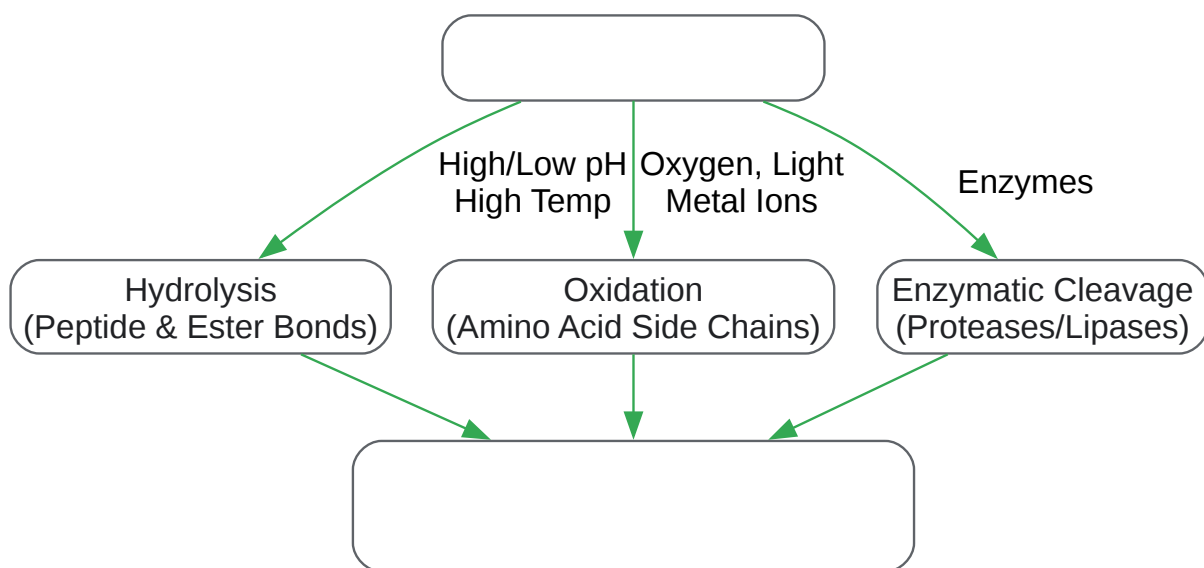 High/Low pH
High Temp
Oxygen, Light
Metal Ions
Enzymes
Hydrolysis
(Peptide & Ester Bonds)
Oxidation
(Amino Acid Side Chains)
Enzymatic Cleavage
(Proteases/Lipases)